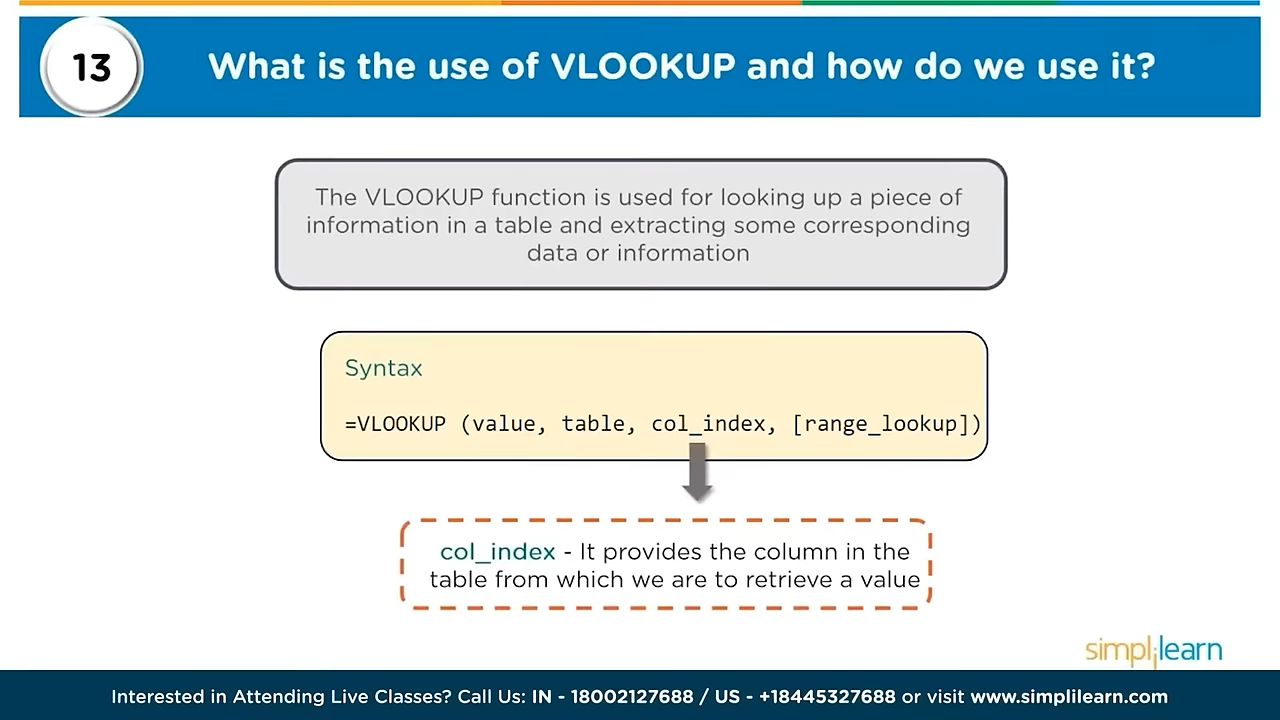 13
What is the use of VLOOKUP and how do we use it?
The VLOOKUP function is used for looking up a piece of
information in a table and extracting some corresponding
data or information
Syntax
=VLOOKUP (value, table, col_index, [range_lookup])
col_index - It provides the column in the
table from which we are to retrieve a value
simplilearn
Interested in Attending Live Classes? Call Us: IN - 18002127688 / US - +18445327688 or visit www.simplilearn.com